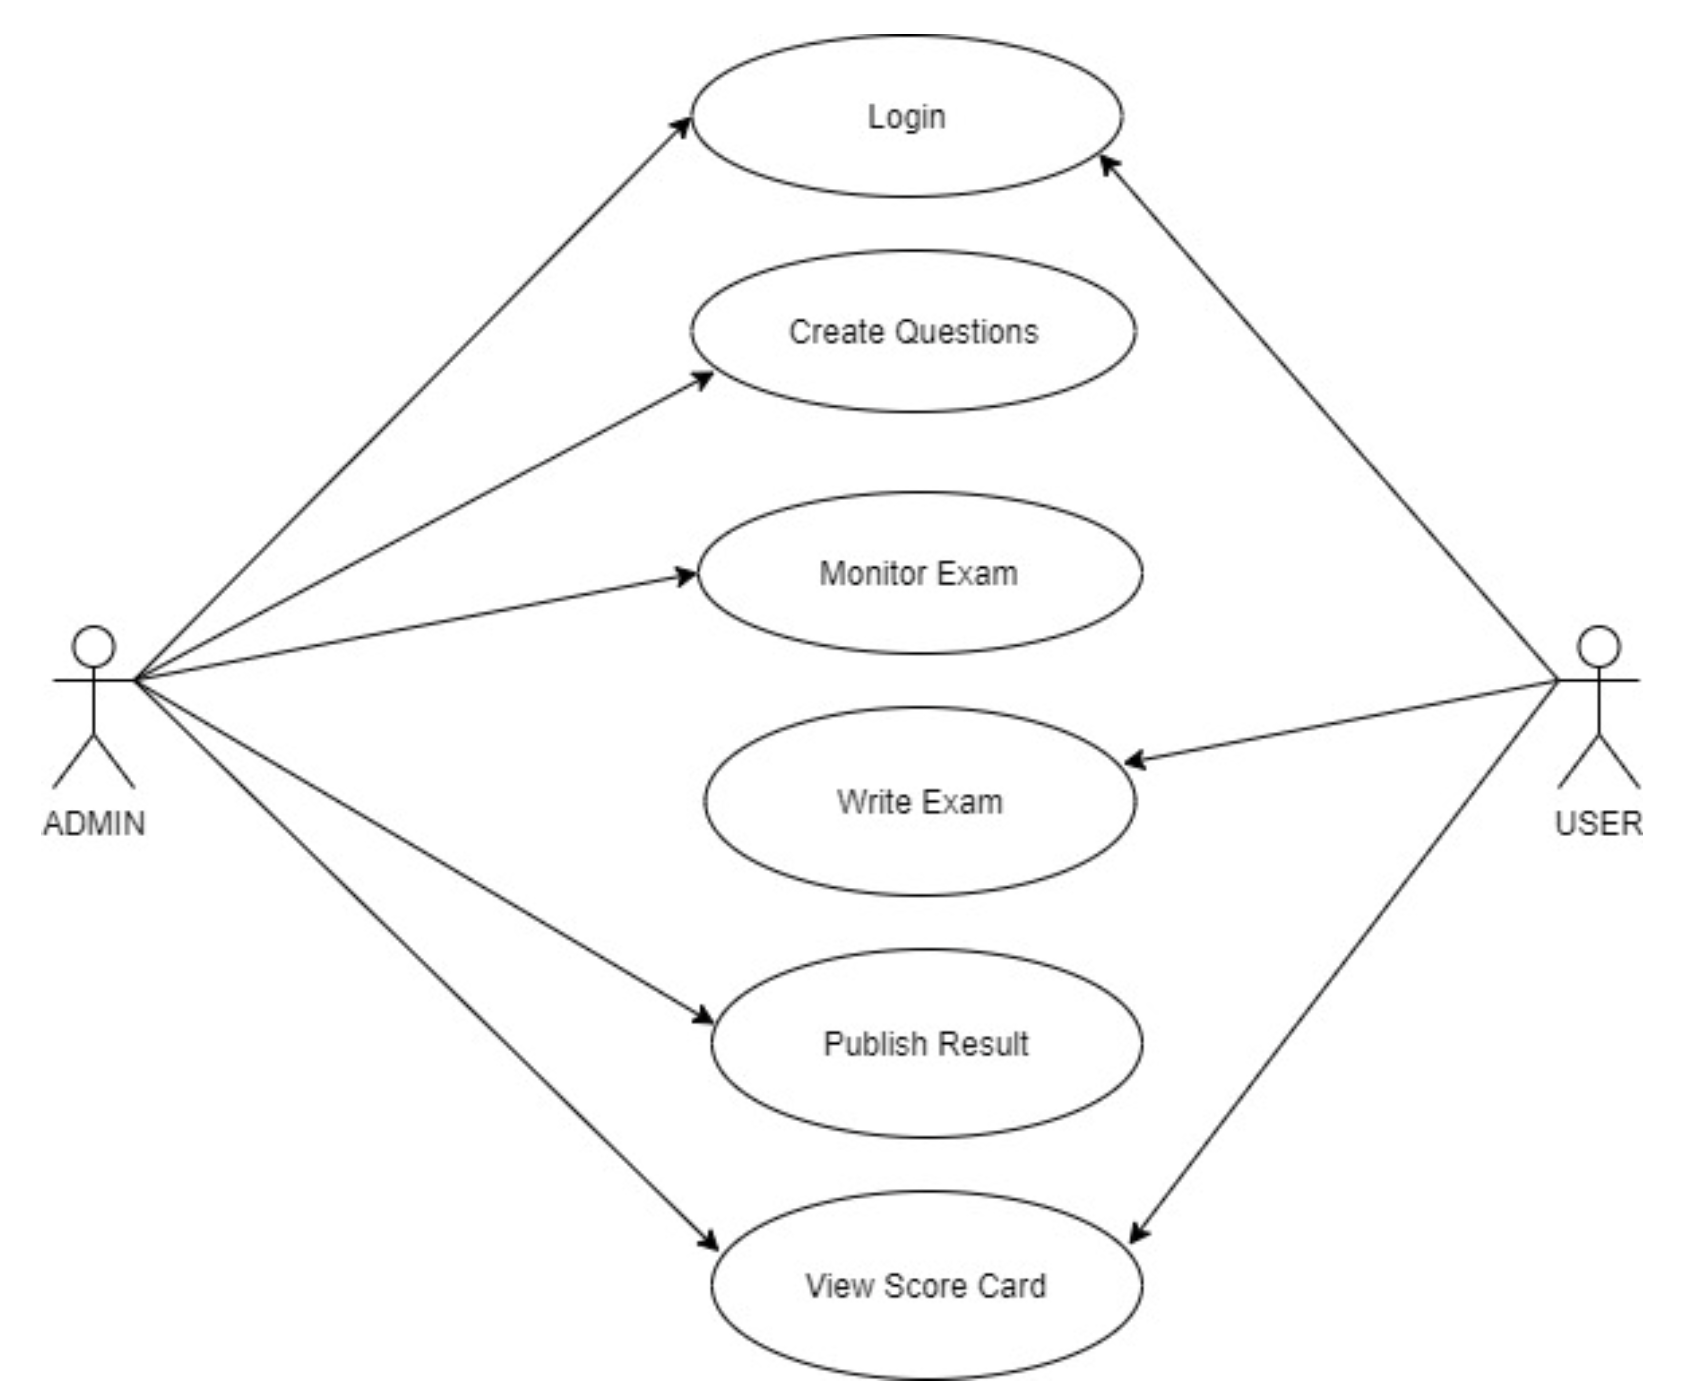 Login
Create Questions
Monitor Exam
ADMIN
USER
Write Exam
Publish Result
View Score Card